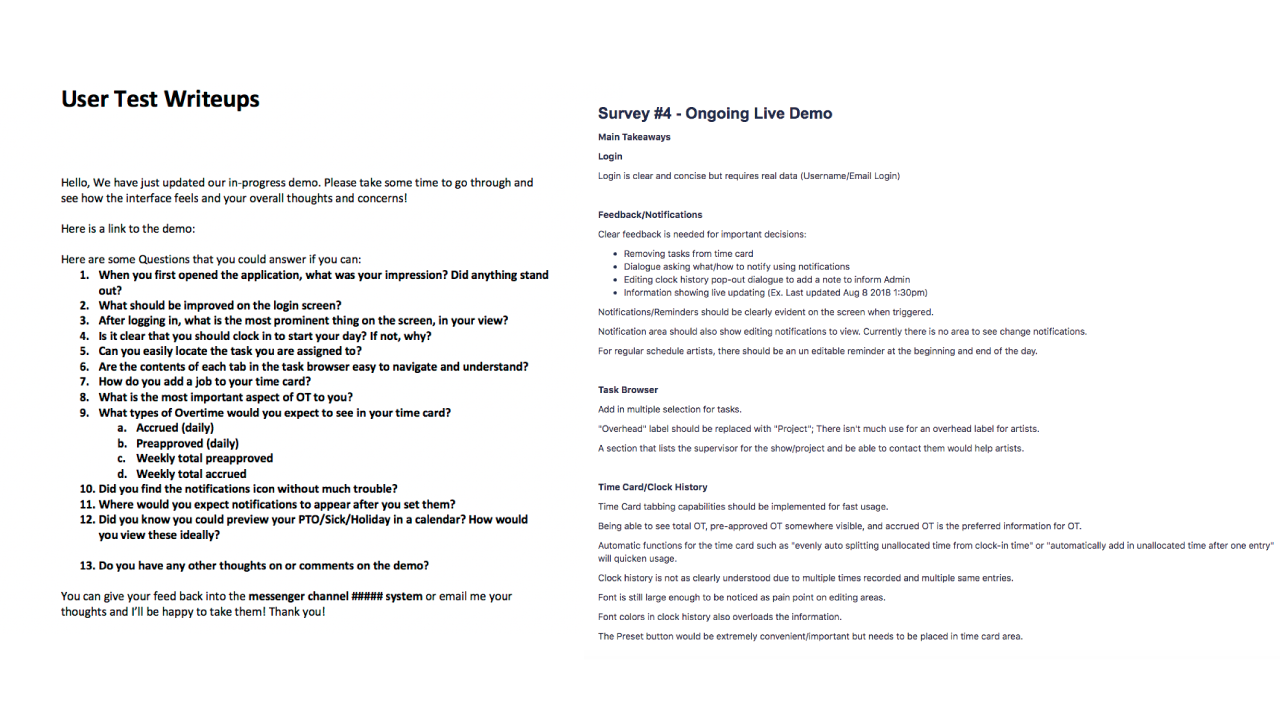 User Test Writeups
Hello, We have just updated our in-progress demo. Please take some time to go through and
see how the interface feels and your overall thoughts and concerns!
Here is a link to the demo:
Here are some Questions that you could answer if you can:
1. When you first opened the application, what was your impression? Did anything stand
out?
2. What should be improved on the login screen?
3. After logging in, what is the most prominent thing on the screen, in your view?
4. Is it clear that you should clock in to start your day? If not, why?
5. Can you easily locate the task you are assigned to?
6. Are the contents of each tab in the task browser easy to navigate and understand?
7. How do you add a job to your time card?
8. What is the most important aspect of OT to you?
9. What types of Overtime would you expect to see in your time card?
a. Accrued (daily)
b. Preapproved (daily)
c. Weekly total preapproved
d. Weekly total accrued
10. Did you find the notifications icon without much trouble?
11. Where would you expect notifications to appear after you set them?
12. Did you know you could preview your PTO/Sick/Holiday in a calendar? How would
you view these ideally?
13. Do you have any other thoughts on or comments on the demo?
You can give your feed back into the messenger channel ##### system or email me your
thoughts and I'll be happy to take them! Thank you!
Survey #4 - Ongoing Live Demo
Main Takeaways
Login
Login is clear and concise but requires real data (Username/Email Login)
Feedback/Notifications
Clear feedback is needed for important decisions:
• Removing tasks from time card
• Dialogue asking what/how to notify using notifications
• Editing clock history pop-out dialogue to add a note to inform Admin
• Information showing live updating (Ex. Last updated Aug 8 2018 1:30pm)
Notifications/Reminders should be clearly evident on the screen when triggered.
Notification area should also show editing notifications to view. Currently there is no area to see change notifications.
For regular schedule artists, there should be an un editable reminder at the beginning and end of the day.
Task Browser
Add in multiple selection for tasks.
"Overhead" label should be replaced with "Project"; There isn't much use for an overhead label for artists.
A section that lists the supervisor for the show/project and be able to contact them would help artists.
Time Card/Clock History
Time Card tabbing capabilities should be implemented for fast usage.
Being able to see total OT, pre-approved OT somewhere visible, and accrued OT is the preferred information for OT.
Automatic functions for the time card such as "evenly auto splitting unallocated time from clock-in time" or "automatically add in unallocated time after one entry"
will quicken usage.
Clock history is not as clearly understood due to multiple times recorded and multiple same entries.
Font is still large enough to be noticed as pain point on editing areas.
Font colors in clock history also overloads the information.
The Preset button would be extremely convenient/important but needs to be placed in time card area.